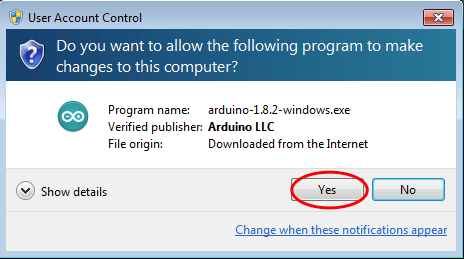 User Account Control
Do you want to allow the following program to make
changes to this computer?
Program name: arduino-1.8.2-windows.exe
Verified publisher: Arduino LLC
File origin: Downloaded from the Internet
Show details
Yes
No
Change when these notifications appear